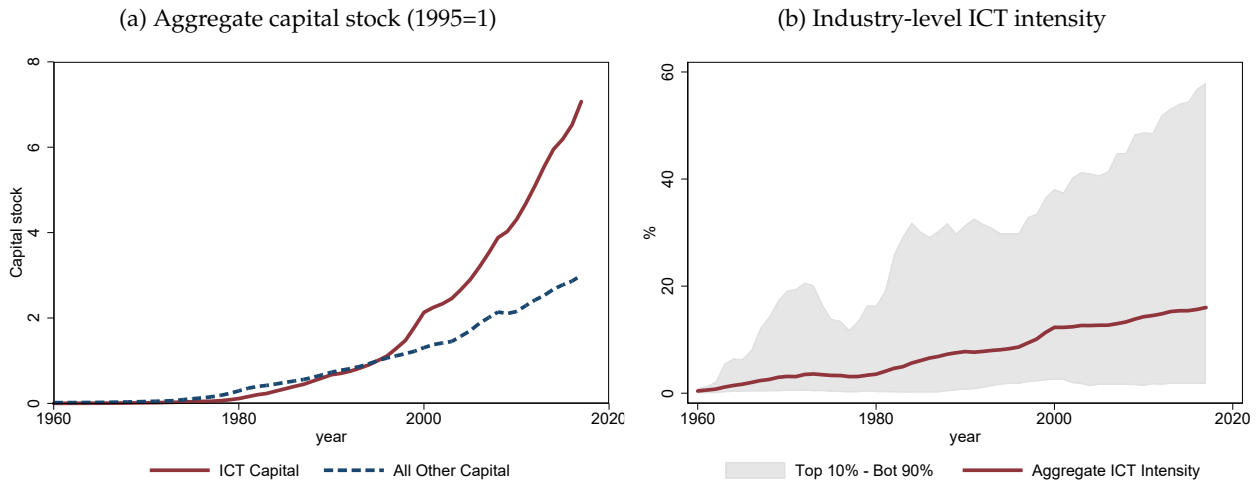 (a) Aggregate capital stock (1995=1)
8
6
4
2
0
Capital stock
1960
1980
2000
2020
year
ICT Capital
All Other Capital
(b) Industry-level ICT intensity
60
40
20
0
%
1960
1980
2000
2020
year
Top 10% - Bot 90%
Aggregate ICT Intensity